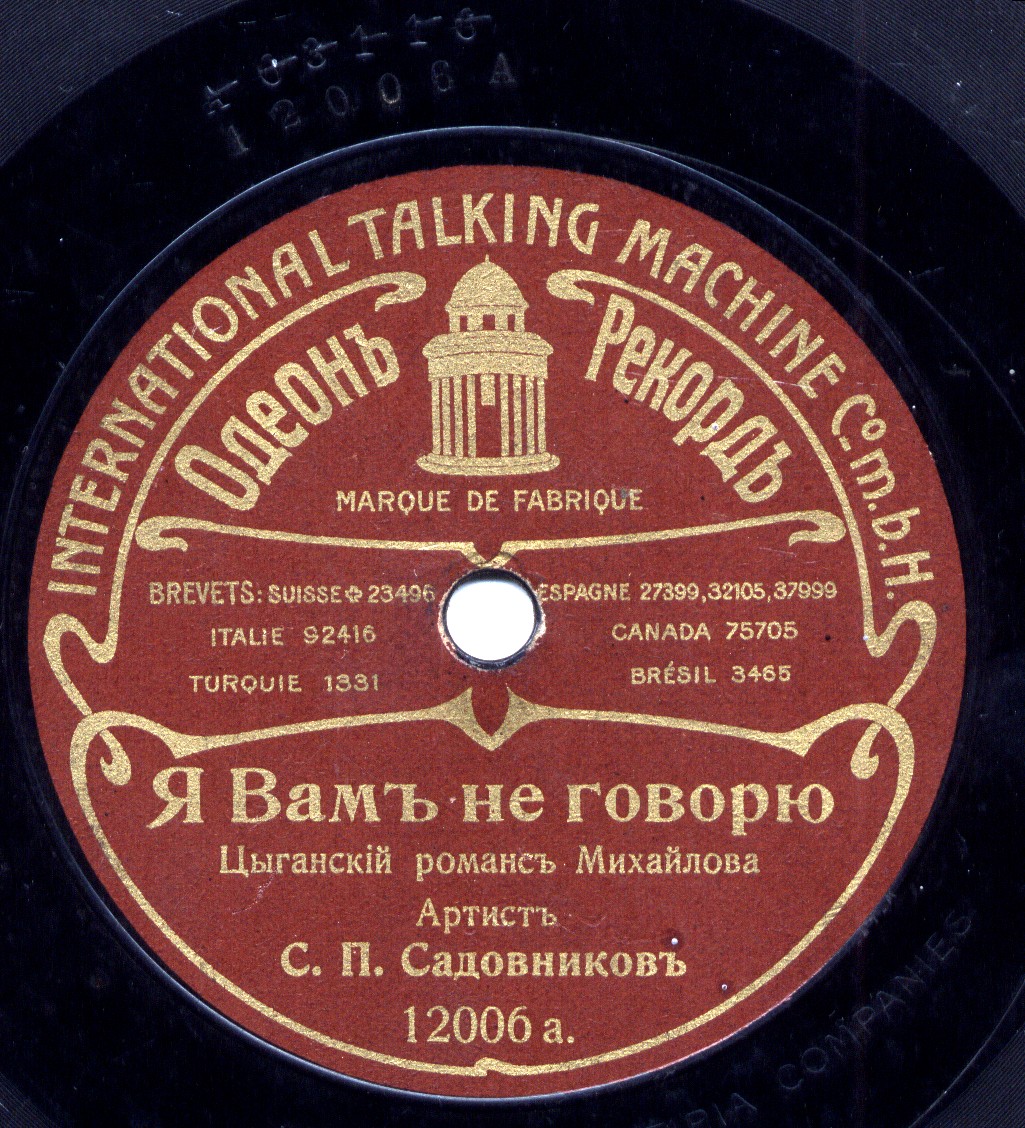 12006 A
INTERNATIONAL TALKING MACHINE Co. m. b. H.
Одеонъ Рекордъ
MARQUE DE FABRIQUE
BREVETS: SUISSE ✥ 23496 ESPAGNE 27399, 32105, 37999
ITALIE 92416 CANADA 75705
TURQUIE 1331 BRÉSIL 3465
Я Вамъ не говорю
Цыганскій романсъ Михайлова
Артистъ
С. П. Садовниковъ
12006 а.
COMPANIES